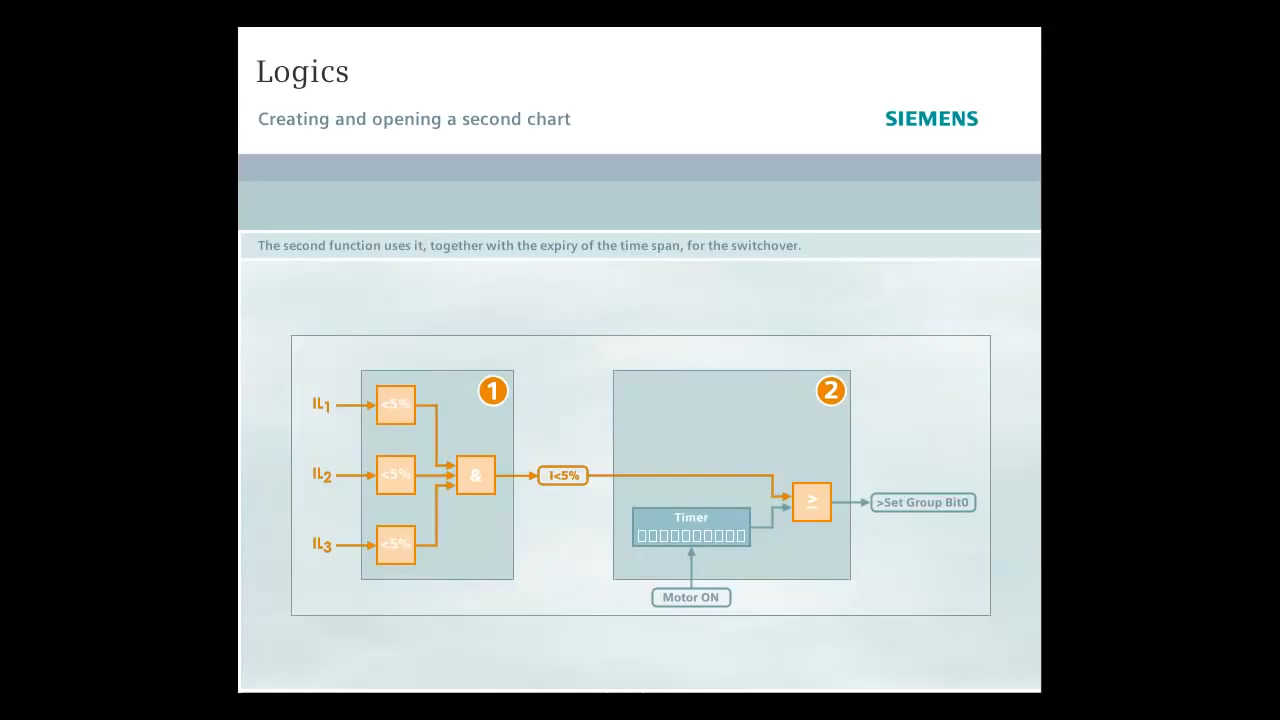 Logics
Creating and opening a second chart
SIEMENS
The second function uses it, together with the expiry of the time span, for the switchover.
1
2
IL1
<5%
IL2
<5%
&
I<5%
≥
>Set Group Bit0
Timer
IL3
<5%
Motor ON